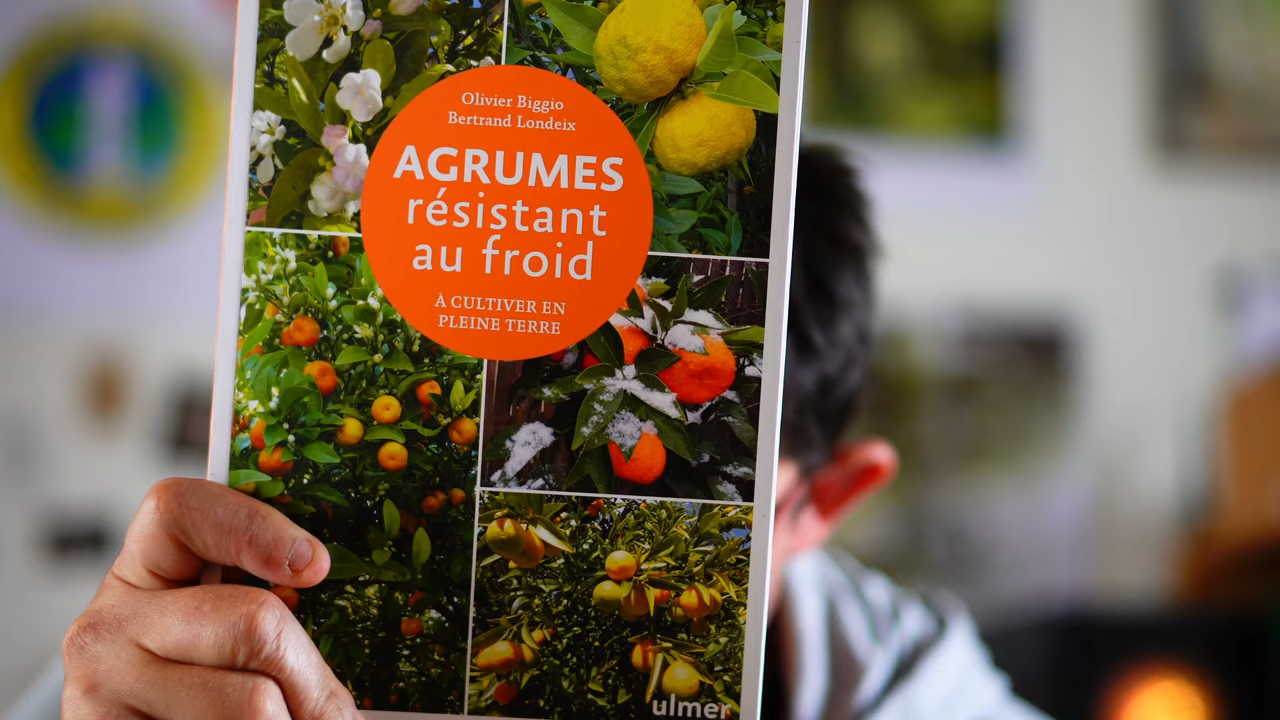 Olivier Biggio
Bertrand Londeix
AGRUMES
résistant
au froid
À CULTIVER EN
PLEINE TERRE
ulmer